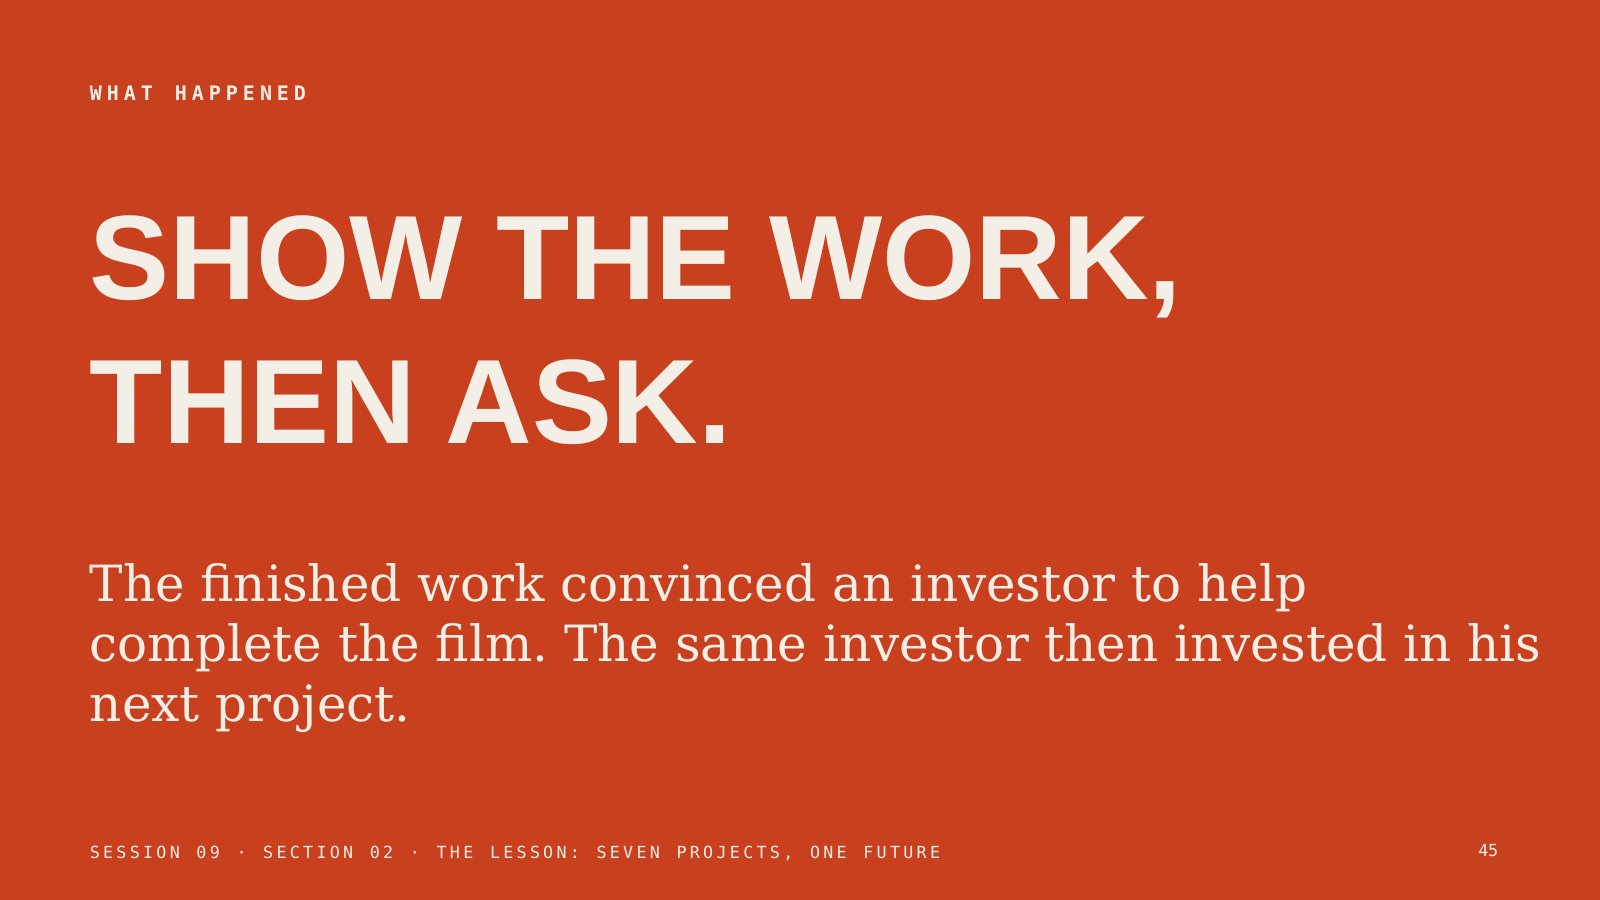 WHAT HAPPENED
SHOW THE WORK,
THEN ASK.
The finished work convinced an investor to help
complete the film. The same investor then invested in his
next project.
SESSION 09 · SECTION 02 · THE LESSON: SEVEN PROJECTS, ONE FUTURE
45